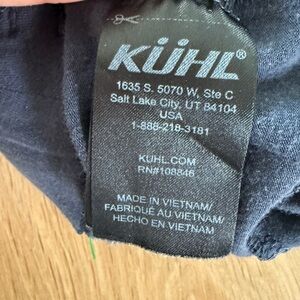 KÜHL®
1635 S. 5070 W, Ste C
Salt Lake City, UT 84104
USA
1-888-218-3181
KUHL.COM
RN#108846
MADE IN VIETNAM/
FABRIQUÉ AU VIETNAM/
HECHO EN VIETNAM